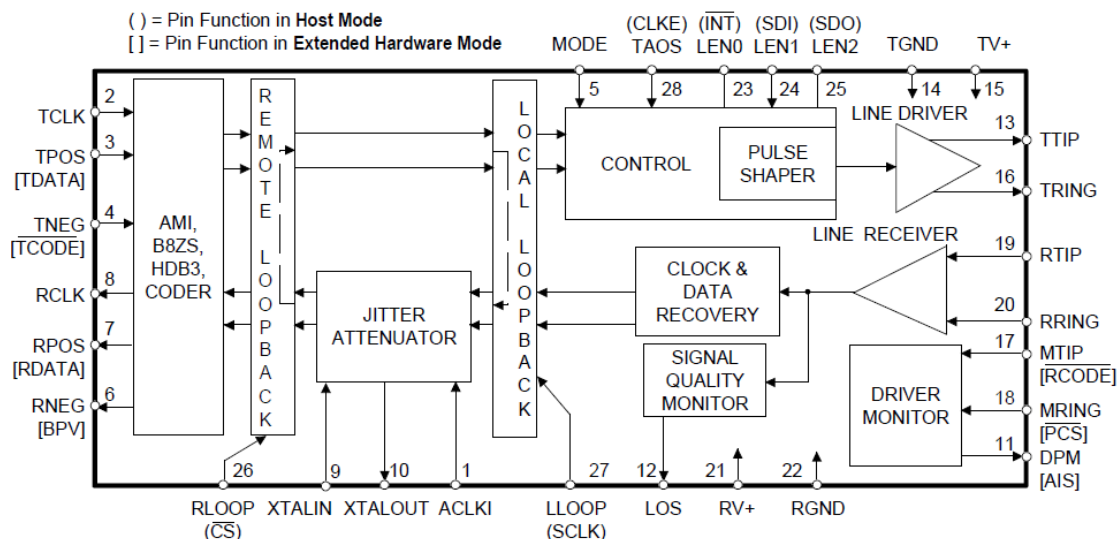 ( ) = Pin Function in Host Mode
[ ] = Pin Function in Extended Hardware Mode
MODE
(CLKE)
TAOS
(INT)
LEN0
(SDI)
LEN1
(SDO)
LEN2
TGND
TV+
5
28
23
24
25
14
15
2
TCLK
3
TPOS
[TDATA]
4
TNEG
[TCODE]
8
RCLK
7
RPOS
[RDATA]
6
RNEG
[BPV]
AMI,
B8ZS,
HDB3,
CODER
REMOTE LOOPBACK
JITTER
ATTENUATOR
LOCAL LOOPBACK
CONTROL
PULSE
SHAPER
LINE DRIVER
13
TTIP
16
TRING
LINE RECEIVER
19
RTIP
20
RRING
CLOCK &
DATA
RECOVERY
SIGNAL
QUALITY
MONITOR
DRIVER
MONITOR
17
MTIP
[RCODE]
18
MRING
[PCS]
11
DPM
[AIS]
26
9
10
1
27
12
21
22
RLOOP
(CS)
XTALIN
XTALOUT
ACLKI
LLOOP
(SCLK)
LOS
RV+
RGND